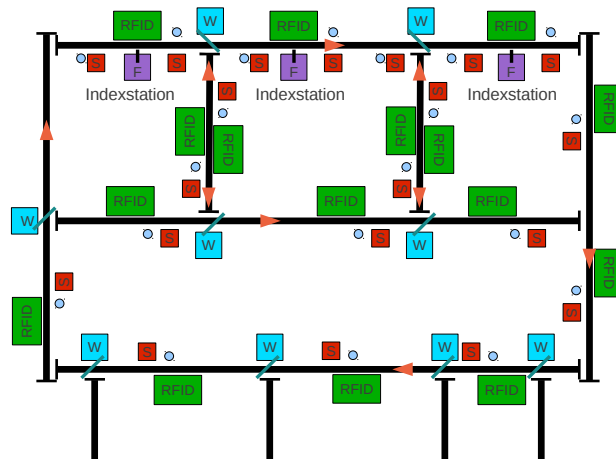 RFID W RFID W RFID
S F S S F S S F S
Indexstation Indexstation Indexstation
RFID
S S
RFID RFID RFID RFID
S
S S
RFID RFID RFID
W
S W S W S
RFID
S
RFID
S
W S W S W S W
RFID RFID RFID